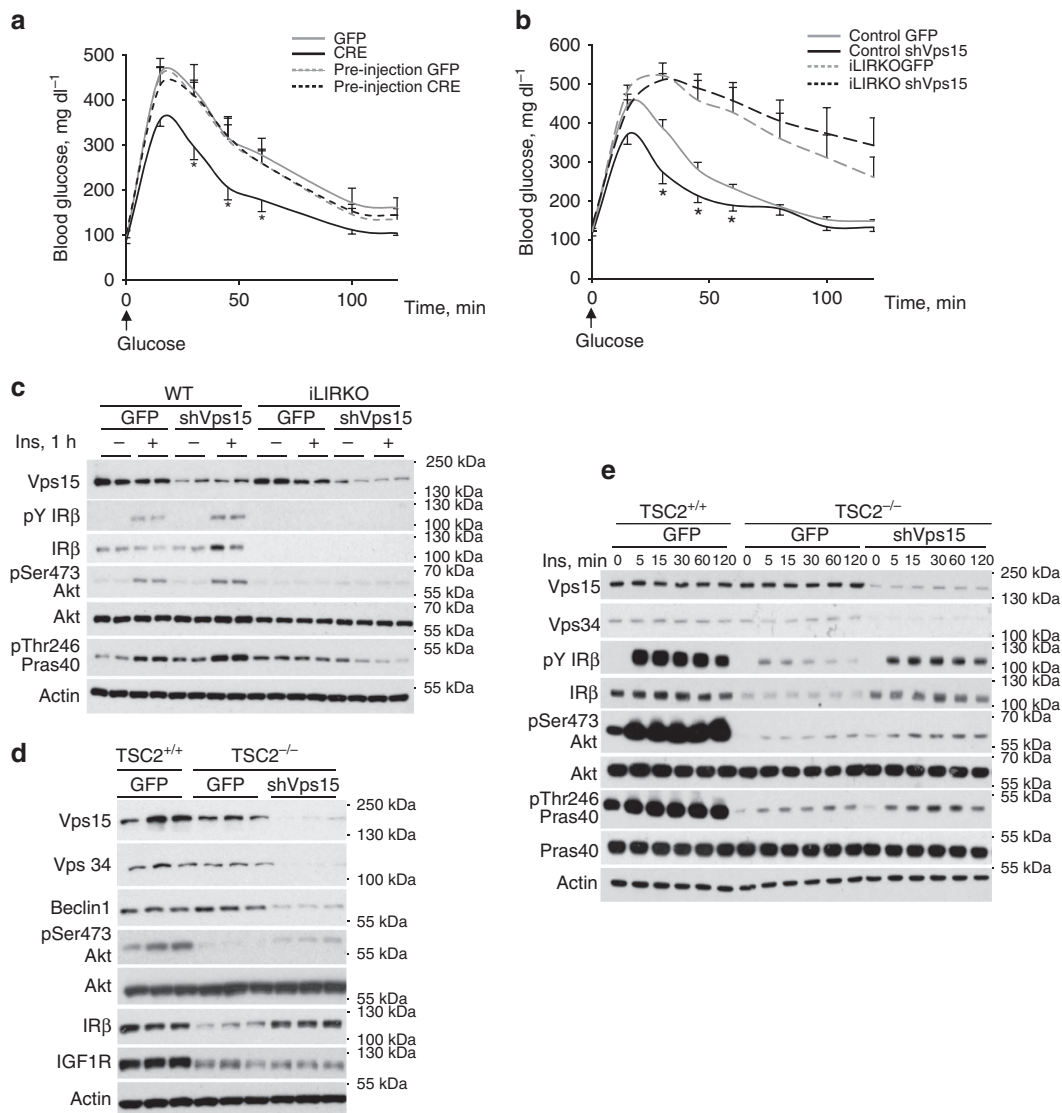 a
GFP
CRE
Pre-injection GFP
Pre-injection CRE
Blood glucose, mg dl⁻¹
500
400
300
200
100
0
0 50 100
Time, min
Glucose
b
Control GFP
Control shVps15
iLIRKOGFP
iLIRKO shVps15
Blood glucose, mg dl⁻¹
600
500
400
300
200
100
0
0 50 100
Time, min
Glucose
* * *
* * *
c
WT iLIRKO
GFP shVps15 GFP shVps15
Ins, 1 h – + – + – + – +
Vps15 250 kDa
130 kDa
pY IRβ 130 kDa
100 kDa
IRβ 130 kDa
100 kDa
pSer473 Akt 70 kDa
55 kDa
Akt 70 kDa
55 kDa
pThr246 Pras40 55 kDa
Actin 55 kDa
d
TSC2⁺/⁺ TSC2⁻/⁻
GFP GFP shVps15
Vps15 250 kDa
130 kDa
Vps 34
100 kDa
Beclin1
55 kDa
pSer473 Akt
55 kDa
Akt
55 kDa
IRβ 130 kDa
100 kDa
IGF1R 130 kDa
Actin 55 kDa
e
TSC2⁺/⁺ TSC2⁻/⁻
GFP GFP shVps15
Ins, min 0 5 15 30 60 120 0 5 15 30 60 120 0 5 15 30 60 120
Vps15 250 kDa
130 kDa
Vps34
100 kDa
pY IRβ 130 kDa
100 kDa
IRβ 130 kDa
100 kDa
pSer473 Akt 70 kDa
55 kDa
Akt 70 kDa
55 kDa
pThr246 Pras40 55 kDa
Pras40 55 kDa
Actin 55 kDa